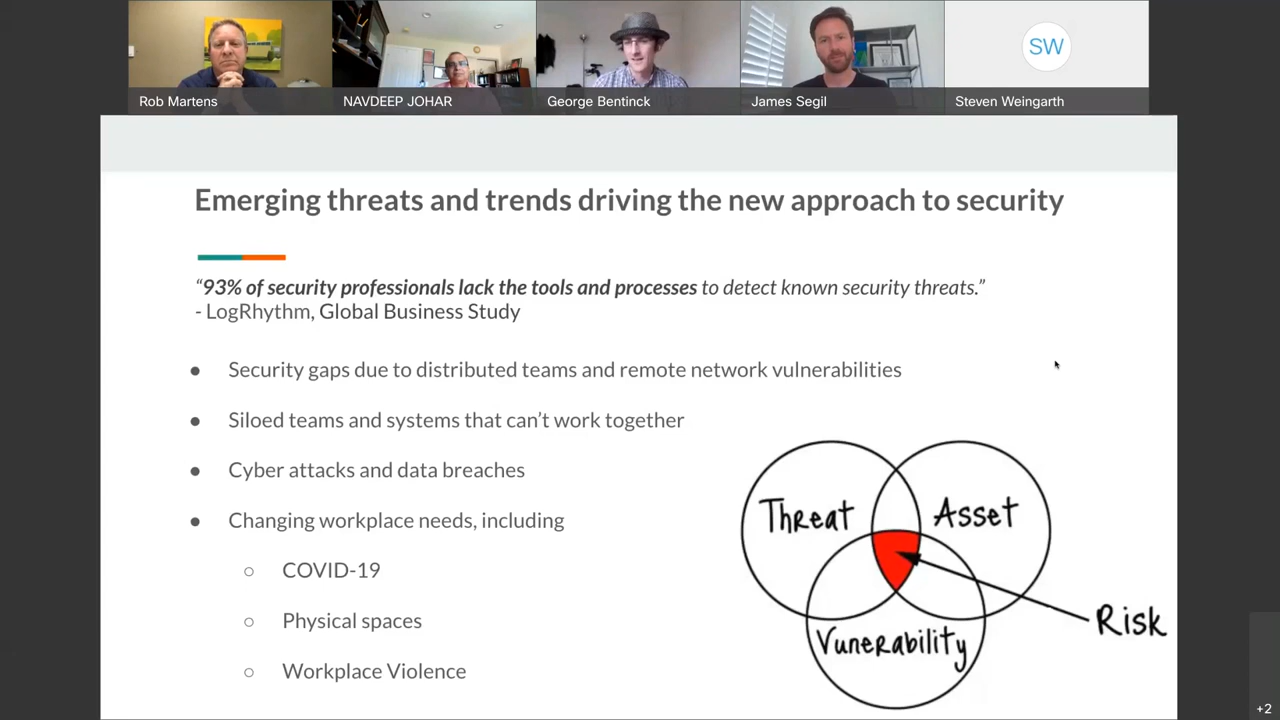 SW
Rob Martens
NAVDEEP JOHAR
George Bentinck
James Segil
Steven Weingarth
Emerging threats and trends driving the new approach to security
“93% of security professionals lack the tools and processes to detect known security threats.”
- LogRhythm, Global Business Study
● Security gaps due to distributed teams and remote network vulnerabilities
● Siloed teams and systems that can’t work together
● Cyber attacks and data breaches
● Changing workplace needs, including
○ COVID-19
○ Physical spaces
○ Workplace Violence
Threat
Asset
Vunerability
Risk
+2